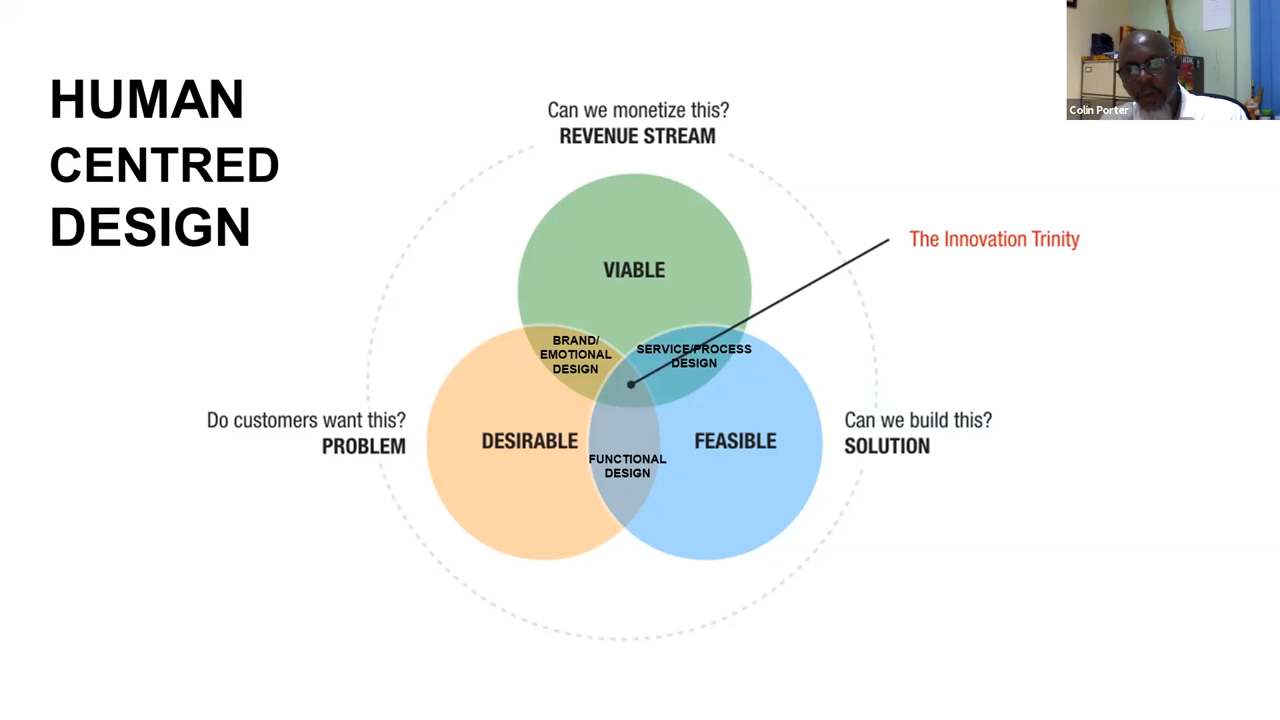 HUMAN
CENTRED
DESIGN
Colin Porter
Can we monetize this?
REVENUE STREAM
The Innovation Trinity
VIABLE
BRAND/
EMOTIONAL
DESIGN
SERVICE/PROCESS
DESIGN
Do customers want this?
PROBLEM
DESIRABLE
FEASIBLE
Can we build this?
SOLUTION
FUNCTIONAL
DESIGN